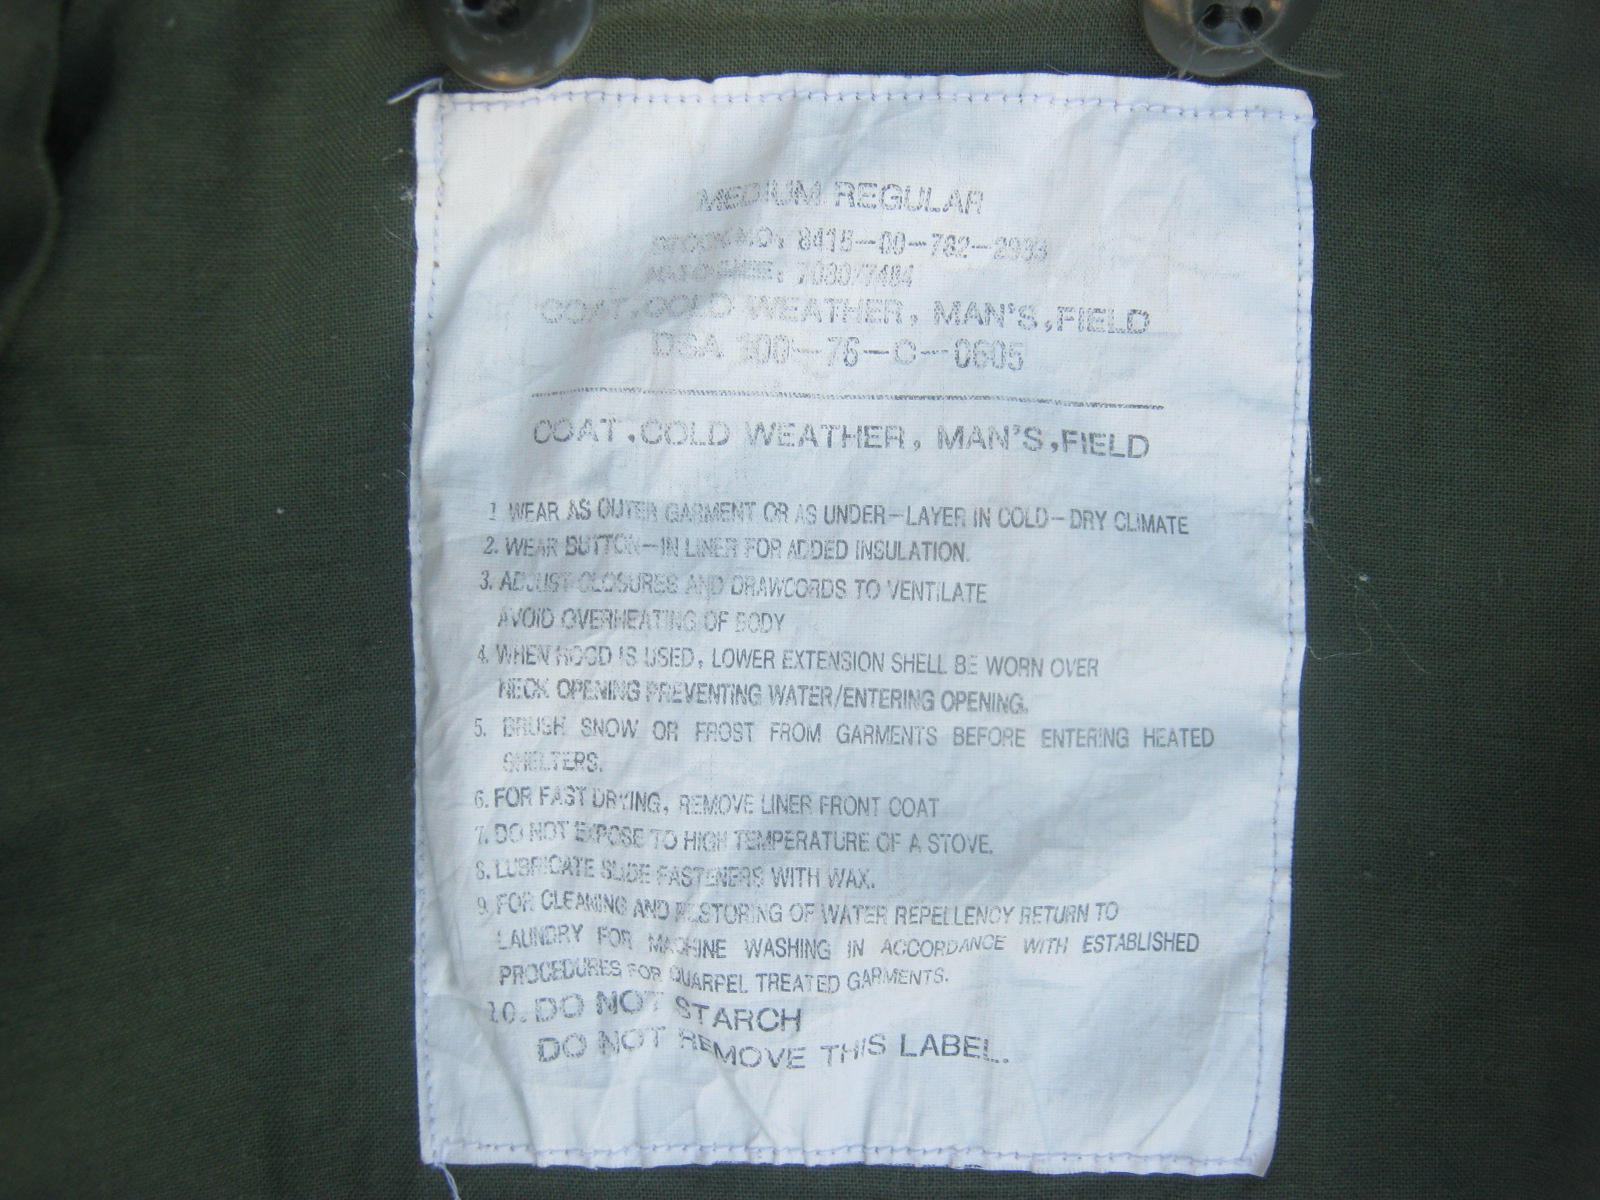 MEDIUM REGULAR
STOCK NO, 8415-00-782-2933
NATO SIZE: 7080/7484
COAT.COLD WEATHER, MAN'S,FIELD
DSA 100-76-C-0605
COAT.COLD WEATHER, MAN'S,FIELD
1 WEAR AS OUTER GARMENT OR AS UNDER-LAYER IN COLD-DRY CLIMATE
2. WEAR BUTTON-IN LINER FOR ADDED INSULATION.
3. ADJUST CLOSURES AND DRAWCORDS TO VENTILATE
AVOID OVERHEATING OF BODY
4. WHEN HOOD IS USED, LOWER EXTENSION SHELL BE WORN OVER
NECK OPENING PREVENTING WATER/ENTERING OPENING.
5. BRUSH SNOW OR FROST FROM GARMENTS BEFORE ENTERING HEATED
SHELTERS.
6. FOR FAST DRYING, REMOVE LINER FRONT COAT
7. DO NOT EXPOSE TO HIGH TEMPERATURE OF A STOVE.
8. LUBRICATE SLIDE FASTENERS WITH WAX.
9. FOR CLEANING AND RESTORING OF WATER REPELLENCY RETURN TO
LAUNDRY FOR MACHINE WASHING IN ACCORDANCE WITH ESTABLISHED
PROCEDURES FOR QUARPEL TREATED GARMENTS.
10. DO NOT STARCH
DO NOT REMOVE THIS LABEL.